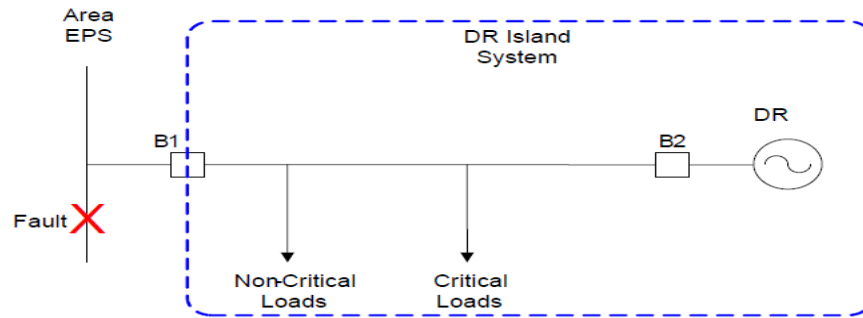 Area
EPS
DR Island
System
DR
B1
B2
Fault
Non-Critical
Loads
Critical
Loads